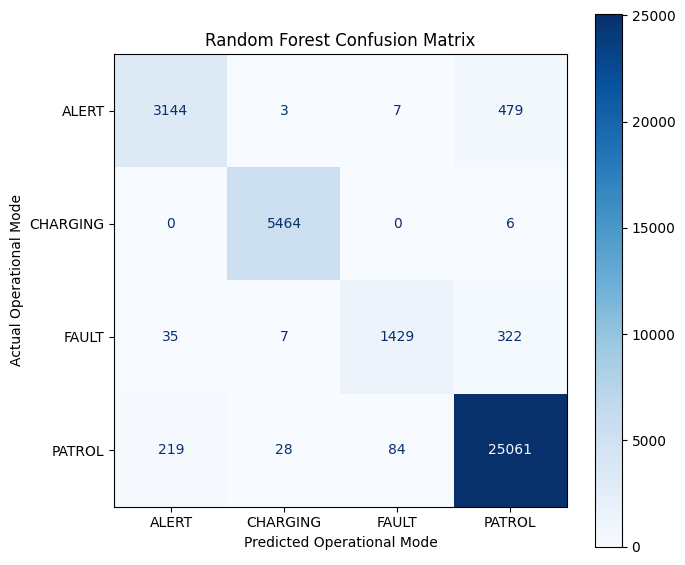 Random Forest Confusion Matrix
Actual Operational Mode
ALERT 3144 3 7 479
CHARGING 0 5464 0 6
FAULT 35 7 1429 322
PATROL 219 28 84 25061
ALERT CHARGING FAULT PATROL
Predicted Operational Mode
25000
20000
15000
10000
5000
0